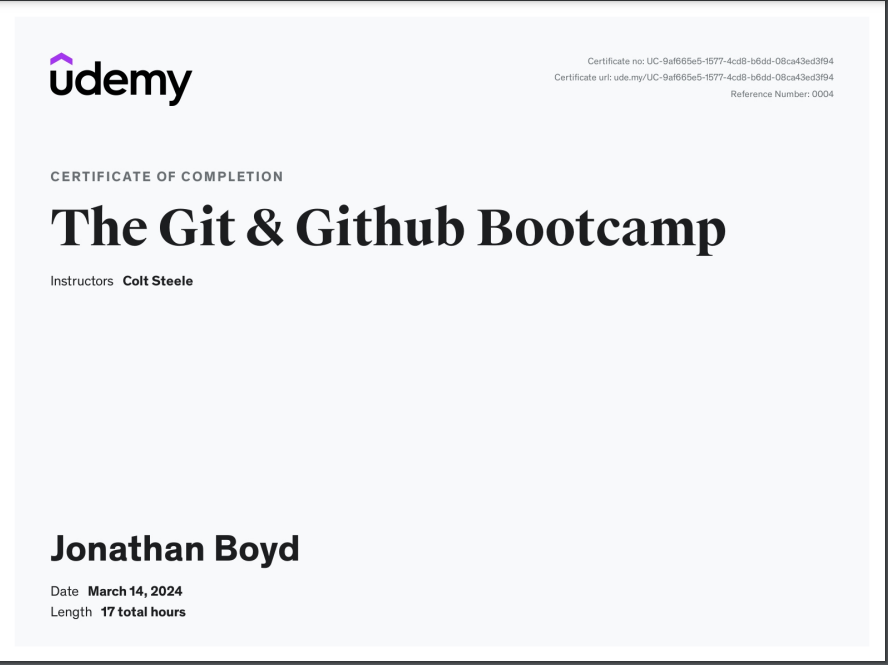 udemy
Certificate no: UC-9af665e5-1577-4cd8-b6dd-08ca43ed3f94
Certificate url: ude.my/UC-9af665e5-1577-4cd8-b6dd-08ca43ed3f94
Reference Number: 0004
CERTIFICATE OF COMPLETION
The Git & Github Bootcamp
Instructors Colt Steele
Jonathan Boyd
Date March 14, 2024
Length 17 total hours